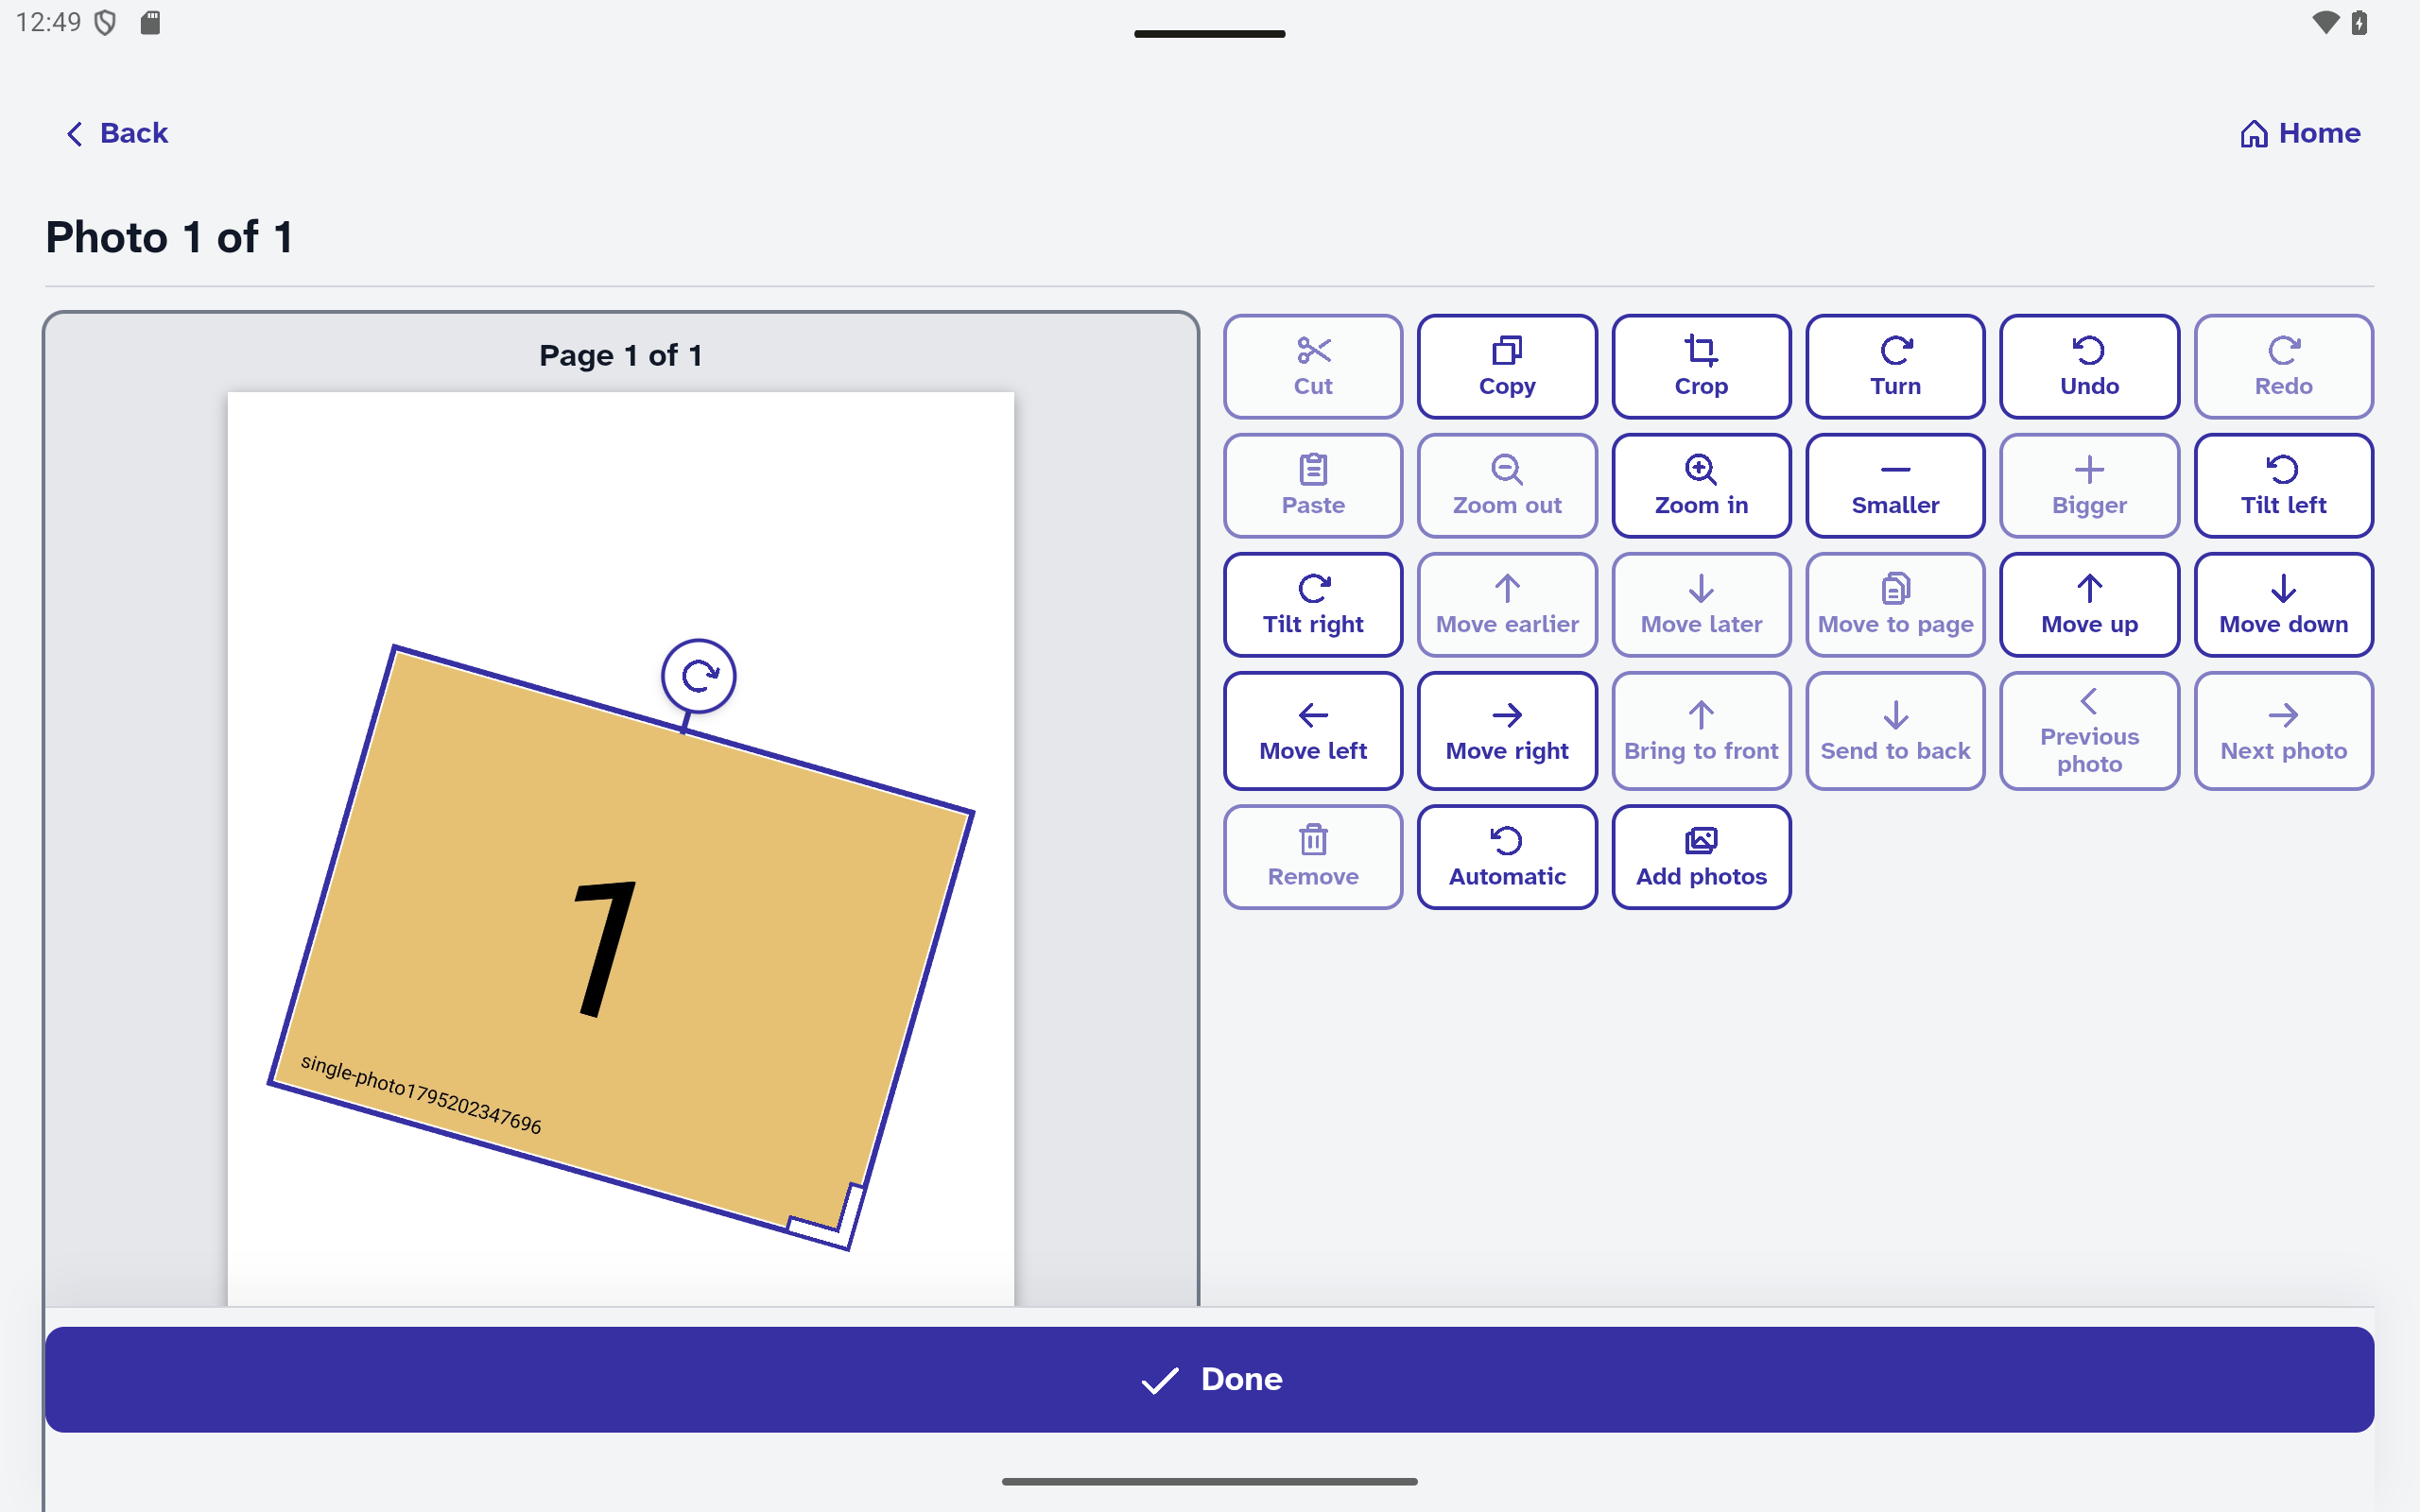 12:49
Back
Home
Photo 1 of 1
Page 1 of 1
1
single-photo1795202347696
Cut
Copy
Crop
Turn
Undo
Redo
Paste
Zoom out
Zoom in
Smaller
Bigger
Tilt left
Tilt right
Move earlier
Move later
Move to page
Move up
Move down
Move left
Move right
Bring to front
Send to back
Previous
photo
Next photo
Remove
Automatic
Add photos
Done